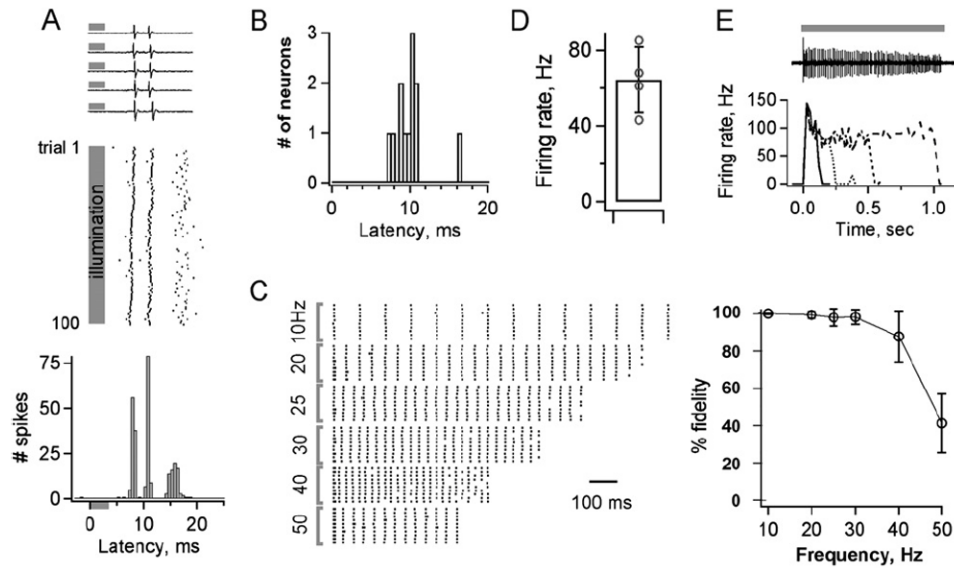 A
trial 1
illumination
100
# spikes
75
50
25
0
0 10 20
Latency, ms
B
# of neurons
3
2
1
0
0 10 20
Latency, ms
D
Firing rate, Hz
80
40
0
E
Firing rate, Hz
150
100
50
0
0.0 0.5 1.0
Time, sec
C
10Hz
20
25
30
40
50
100 ms
% fidelity
100
80
60
40
20
0
10 20 30 40 50
Frequency, Hz